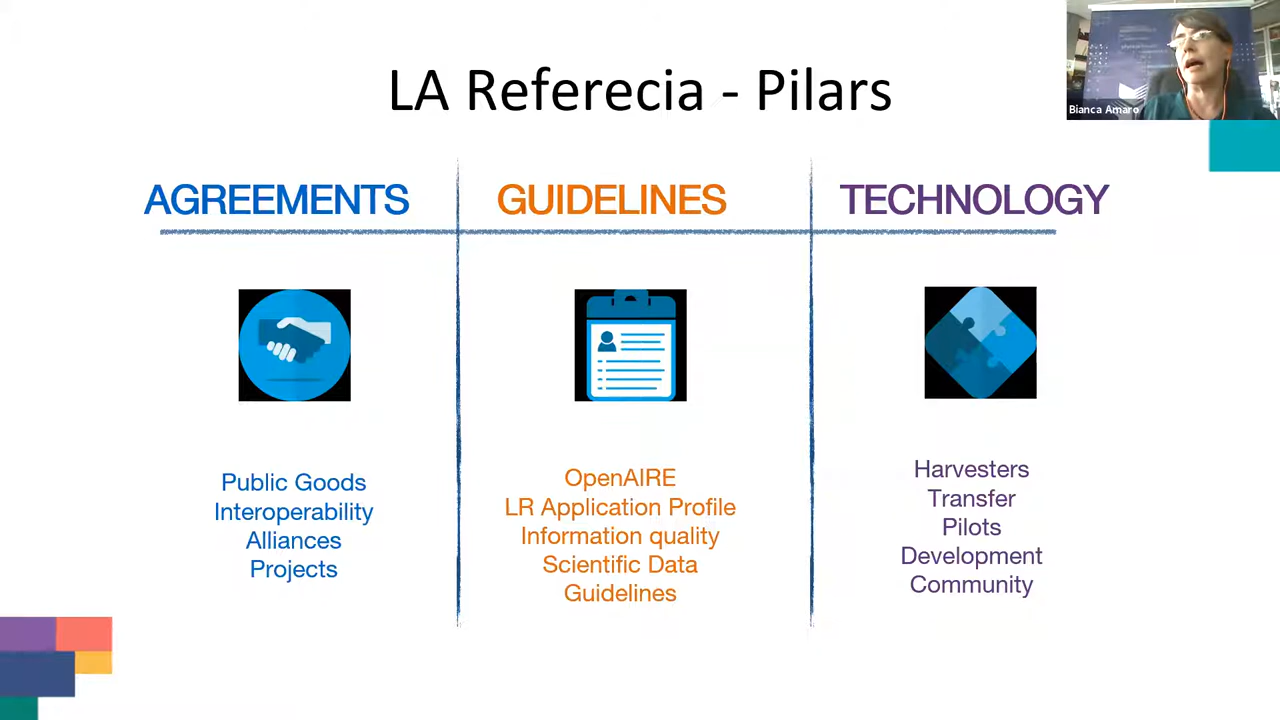 LA Referecia - Pilars
Bianca Amaro
AGREEMENTS
GUIDELINES
TECHNOLOGY
Public Goods
Interoperability
Alliances
Projects
OpenAIRE
LR Application Profile
Information quality
Scientific Data
Guidelines
Harvesters
Transfer
Pilots
Development
Community